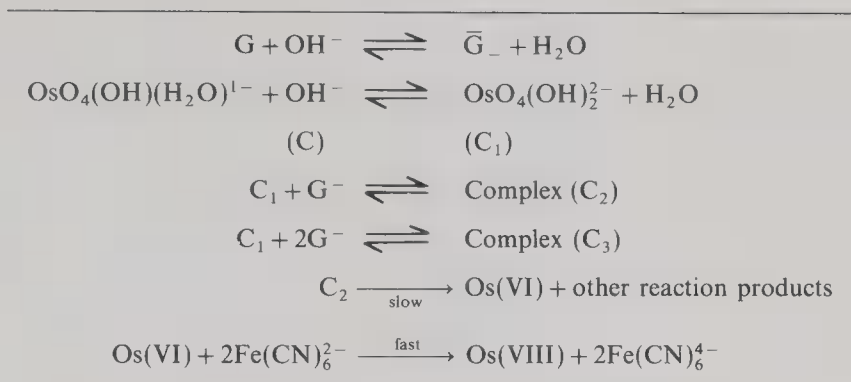 G + OH⁻ ⇌ G̅₋ + H₂O
OsO₄(OH)(H₂O)¹⁻ + OH⁻ ⇌ OsO₄(OH)₂²⁻ + H₂O
(C) (C₁)
C₁ + G⁻ ⇌ Complex (C₂)
C₁ + 2G⁻ ⇌ Complex (C₃)
C₂ →slow Os(VI) + other reaction products
Os(VI) + 2Fe(CN)₆²⁻ →fast Os(VIII) + 2Fe(CN)₆⁴⁻